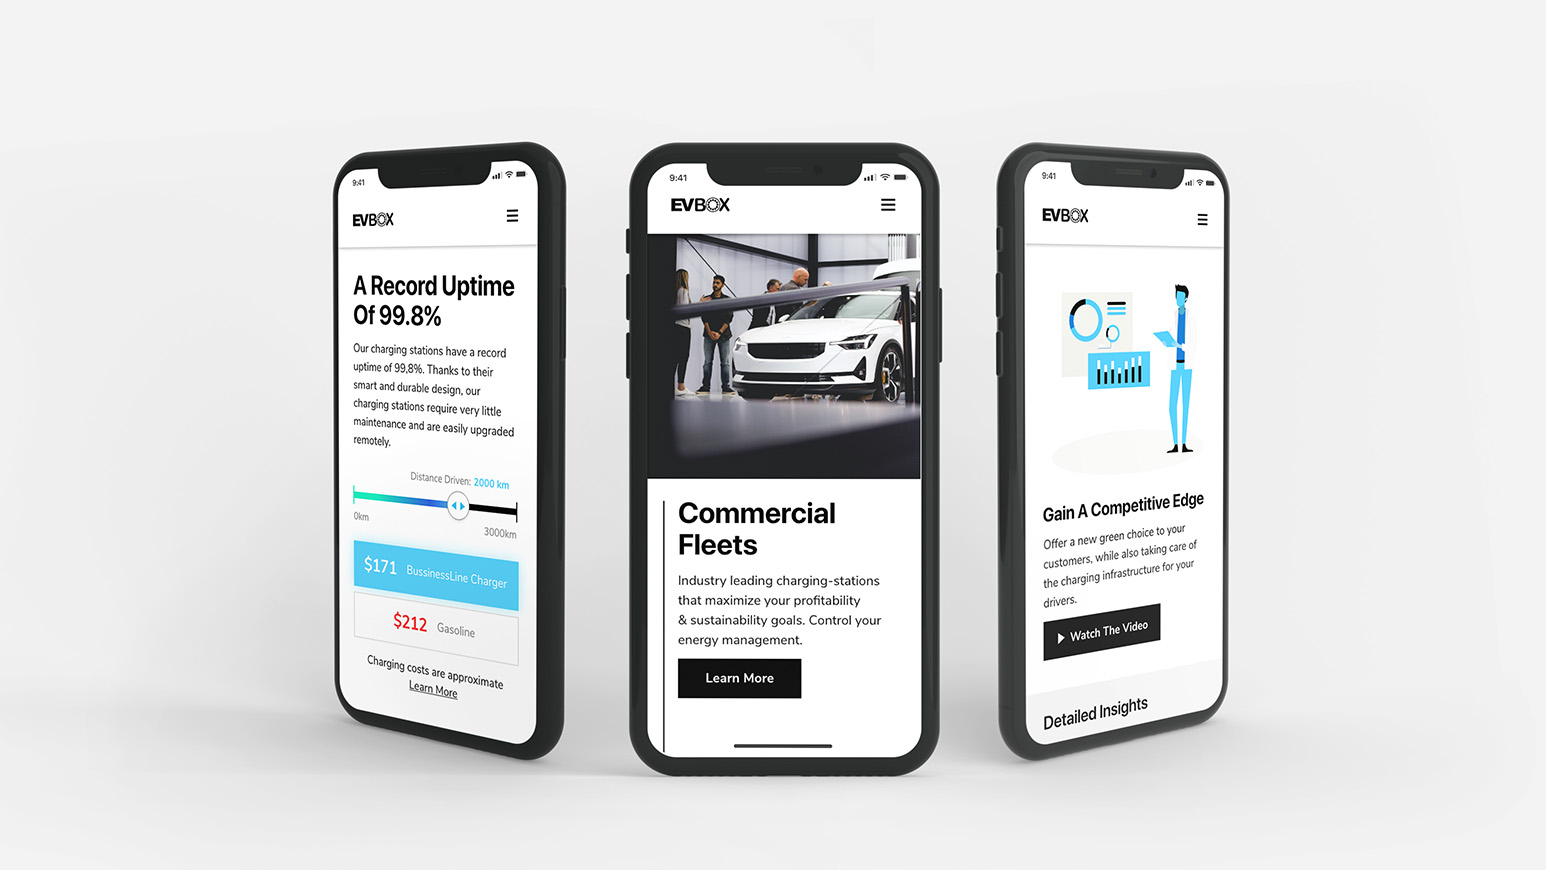 9:41
EVBOX
A Record Uptime
Of 99.8%
Our charging stations have a record
uptime of 99,8%. Thanks to their
smart and durable design, our
charging stations require very little
maintenance and are easily upgraded
remotely.
Distance Driven: 2000 km
0km
3000km
$171 BussinessLine Charger
$212 Gasoline
Charging costs are approximate
Learn More
9:41
EVBOX
Commercial
Fleets
Industry leading charging-stations
that maximize your profitability
& sustainability goals. Control your
energy management.
Learn More
9:41
EVBOX
Gain A Competitive Edge
Offer a new green choice to your
customers, while also taking care of
the charging infrastructure for your
drivers.
Watch The Video
Detailed Insights